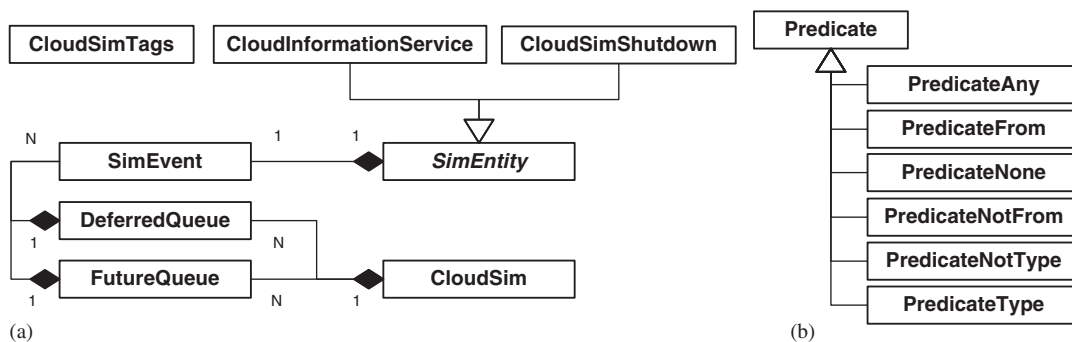 CloudSimTags
CloudInformationService
CloudSimShutdown
N
1
1
SimEvent
SimEntity
DeferredQueue
1
N
FutureQueue
CloudSim
1
N
1
(a)
Predicate
PredicateAny
PredicateFrom
PredicateNone
PredicateNotFrom
PredicateNotType
PredicateType
(b)